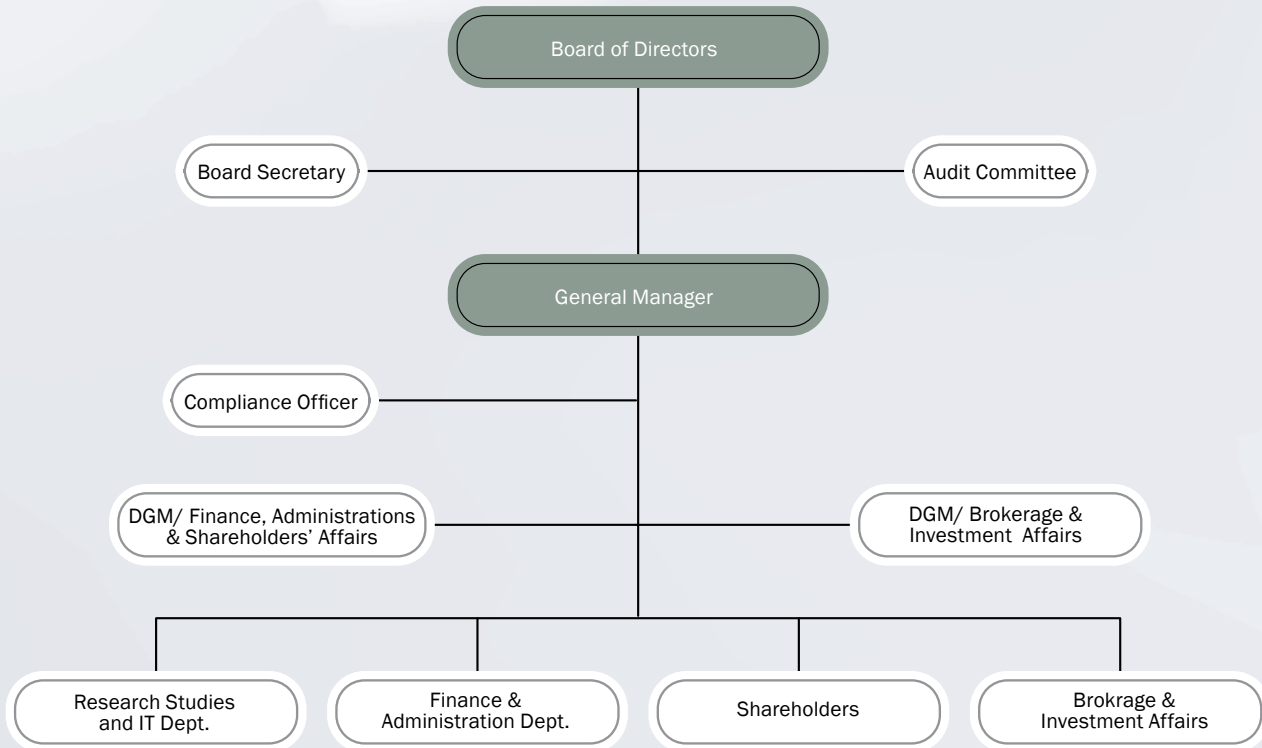 Board of Directors
Board Secretary
Audit Committee
General Manager
Compliance Officer
DGM/ Finance, Administrations
& Shareholders’ Affairs
DGM/ Brokerage &
Investment Affairs
Research Studies
and IT Dept.
Finance &
Administration Dept.
Shareholders
Brokrage &
Investment Affairs